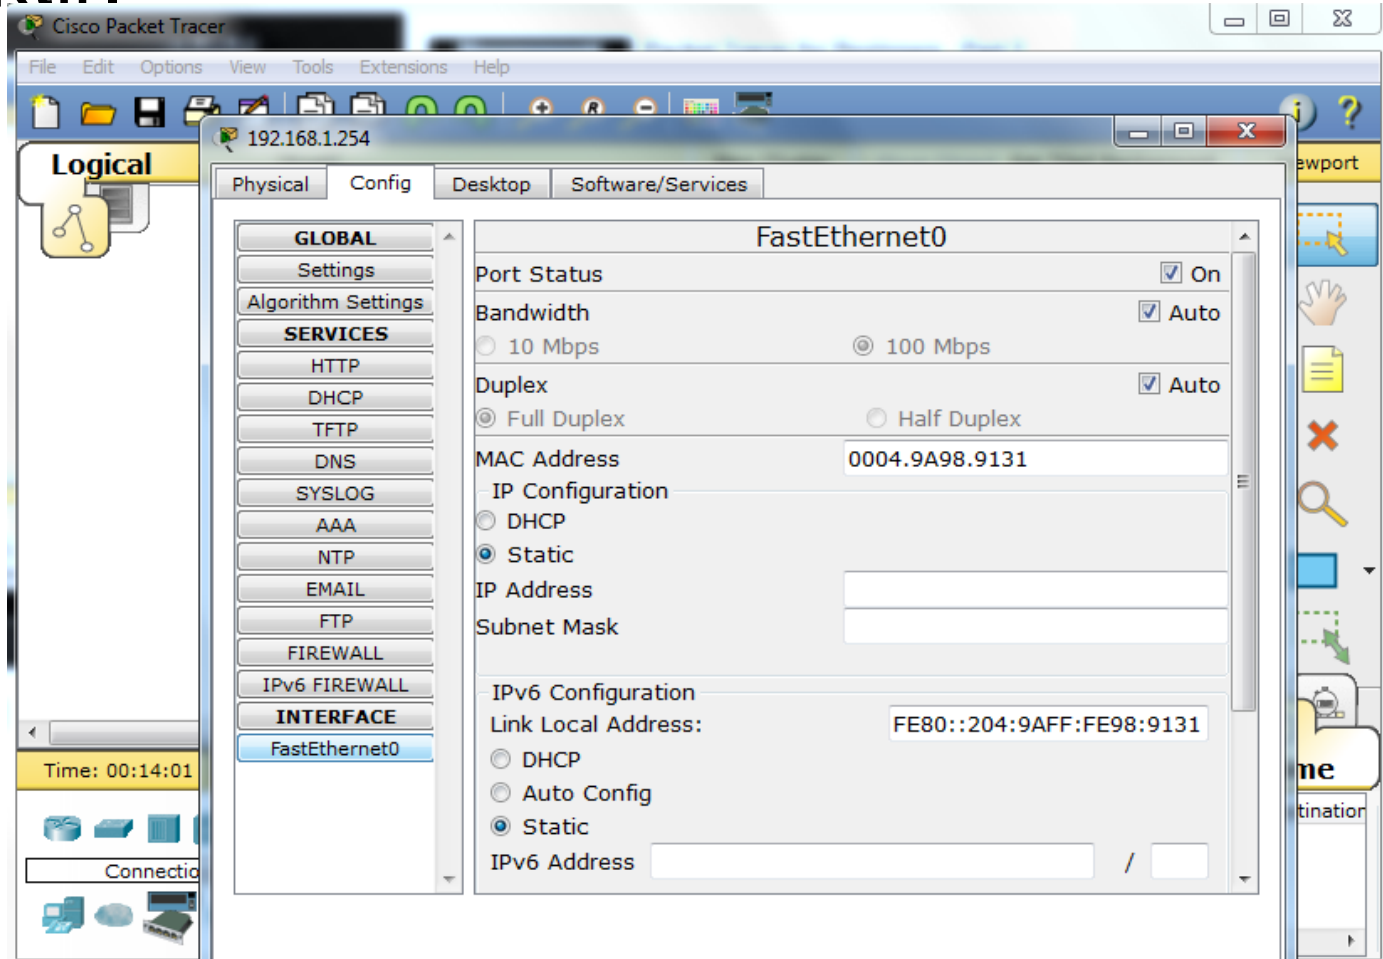 Cisco Packet Tracer
File Edit Options View Tools Extensions Help
192.168.1.254
Logical
Physical Config Desktop Software/Services
GLOBAL
Settings
Algorithm Settings
SERVICES
HTTP
DHCP
TFTP
DNS
SYSLOG
AAA
NTP
EMAIL
FTP
FIREWALL
IPv6 FIREWALL
INTERFACE
FastEthernet0
FastEthernet0
Port Status On
Bandwidth Auto
10 Mbps 100 Mbps
Duplex Auto
Full Duplex Half Duplex
MAC Address 0004.9A98.9131
IP Configuration
DHCP
Static
IP Address
Subnet Mask
IPv6 Configuration
Link Local Address: FE80::204:9AFF:FE98:9131
DHCP
Auto Config
Static
IPv6 Address /
Time: 00:14:01
Connectio
ewport
me
tination